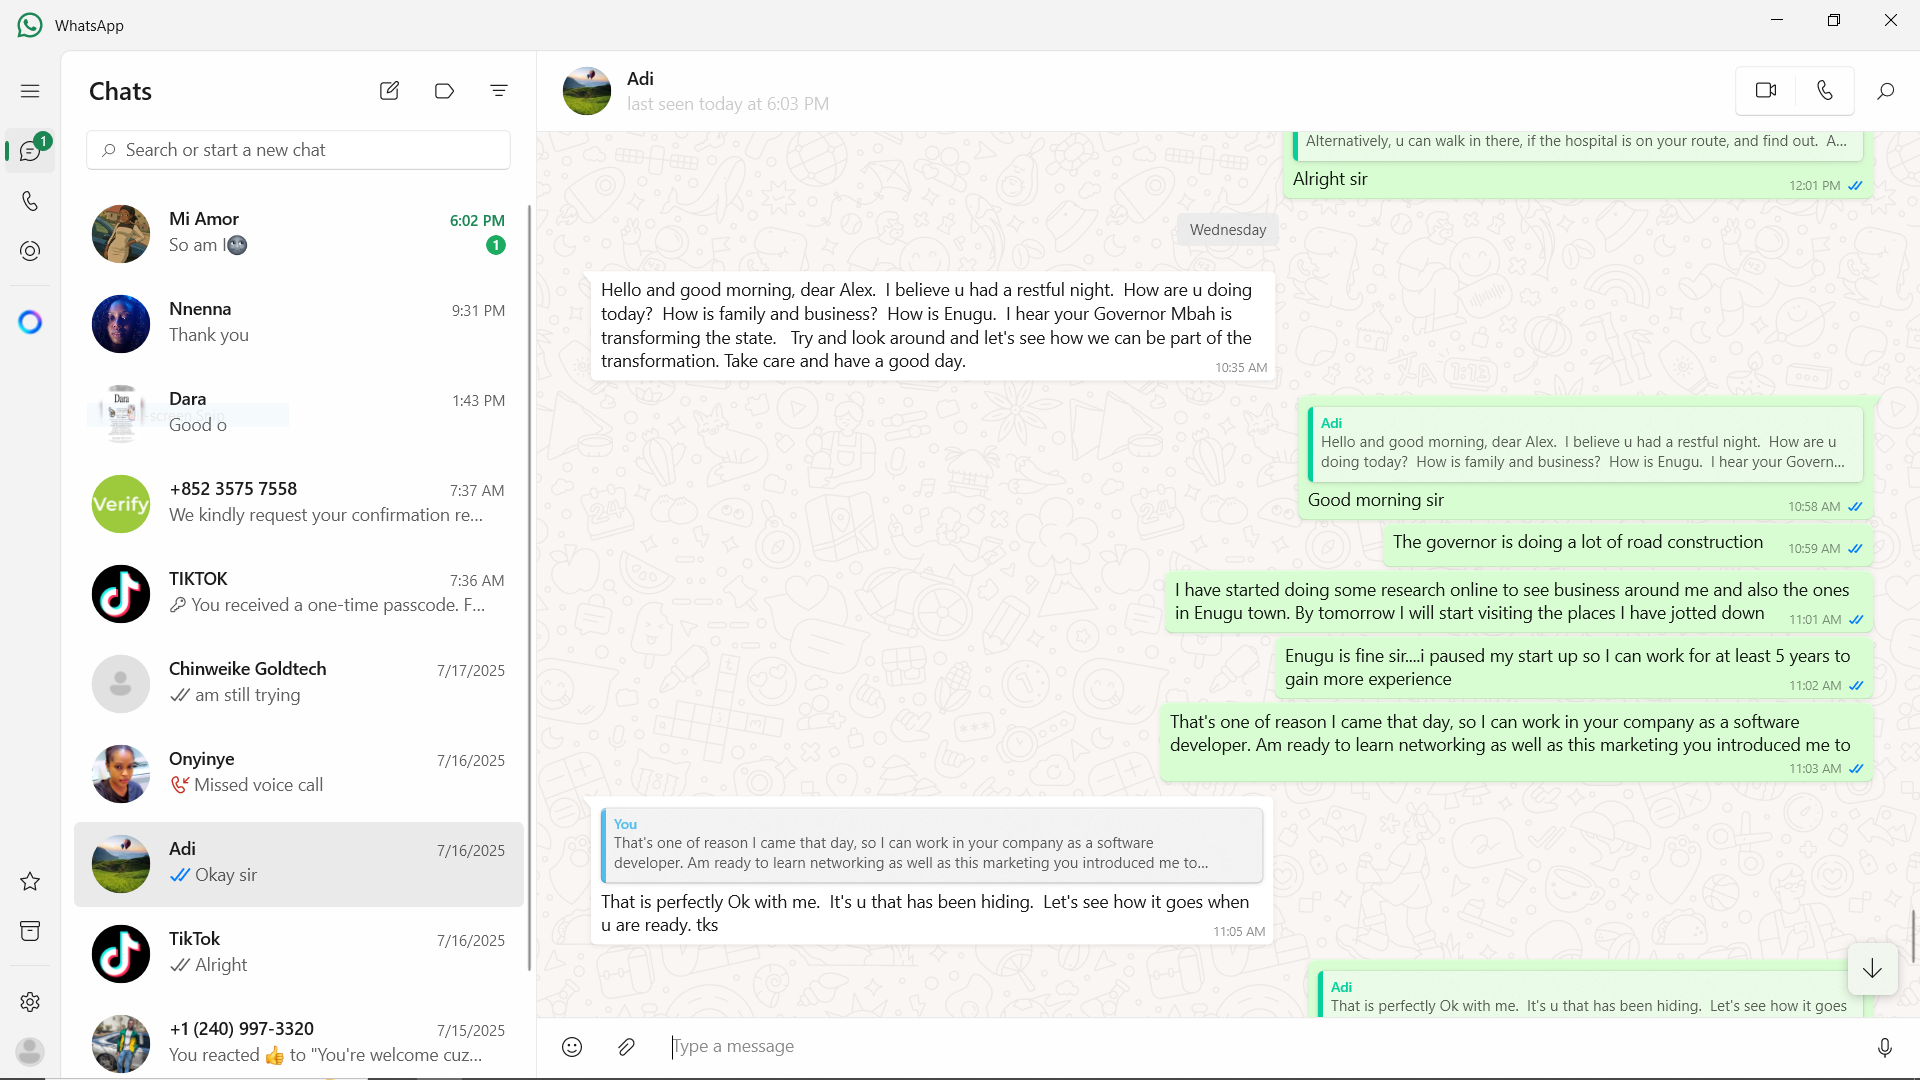 WhatsApp
1
Chats
Search or start a new chat
Mi Amor
6:02 PM
So am I🌚
1
Nnenna
9:31 PM
Thank you
Dara
1:43 PM
Good o
Verify
+852 3575 7558
7:37 AM
We kindly request your confirmation re...
TIKTOK
7:36 AM
You received a one-time passcode. F...
Chinweike Goldtech
7/17/2025
am still trying
Onyinye
7/16/2025
Missed voice call
Adi
7/16/2025
Okay sir
TikTok
7/16/2025
Alright
+1 (240) 997-3320
7/15/2025
You reacted 👍 to "You're welcome cuz...
Adi
last seen today at 6:03 PM
Alternatively, u can walk in there, if the hospital is on your route, and find out.  A...
Alright sir
12:01 PM
Wednesday
Hello and good morning, dear Alex.  I believe u had a restful night.  How are u doing
today?  How is family and business?  How is Enugu.  I hear your Governor Mbah is
transforming the state.   Try and look around and let's see how we can be part of the
transformation. Take care and have a good day.
10:35 AM
Adi
Hello and good morning, dear Alex.  I believe u had a restful night.  How are u
doing today?  How is family and business?  How is Enugu.  I hear your Govern...
Good morning sir
10:58 AM
The governor is doing a lot of road construction
10:59 AM
I have started doing some research online to see business around me and also the ones
in Enugu town. By tomorrow I will start visiting the places I have jotted down
11:01 AM
Enugu is fine sir....i paused my start up so I can work for at least 5 years to
gain more experience
11:02 AM
That's one of reason I came that day, so I can work in your company as a software
developer. Am ready to learn networking as well as this marketing you introduced me to
11:03 AM
You
That's one of reason I came that day, so I can work in your company as a software
developer. Am ready to learn networking as well as this marketing you introduced me to...
That is perfectly Ok with me.  It's u that has been hiding.  Let's see how it goes when
u are ready. tks
11:05 AM
Adi
That is perfectly Ok with me.  It's u that has been hiding.  Let's see how it goes
Type a message